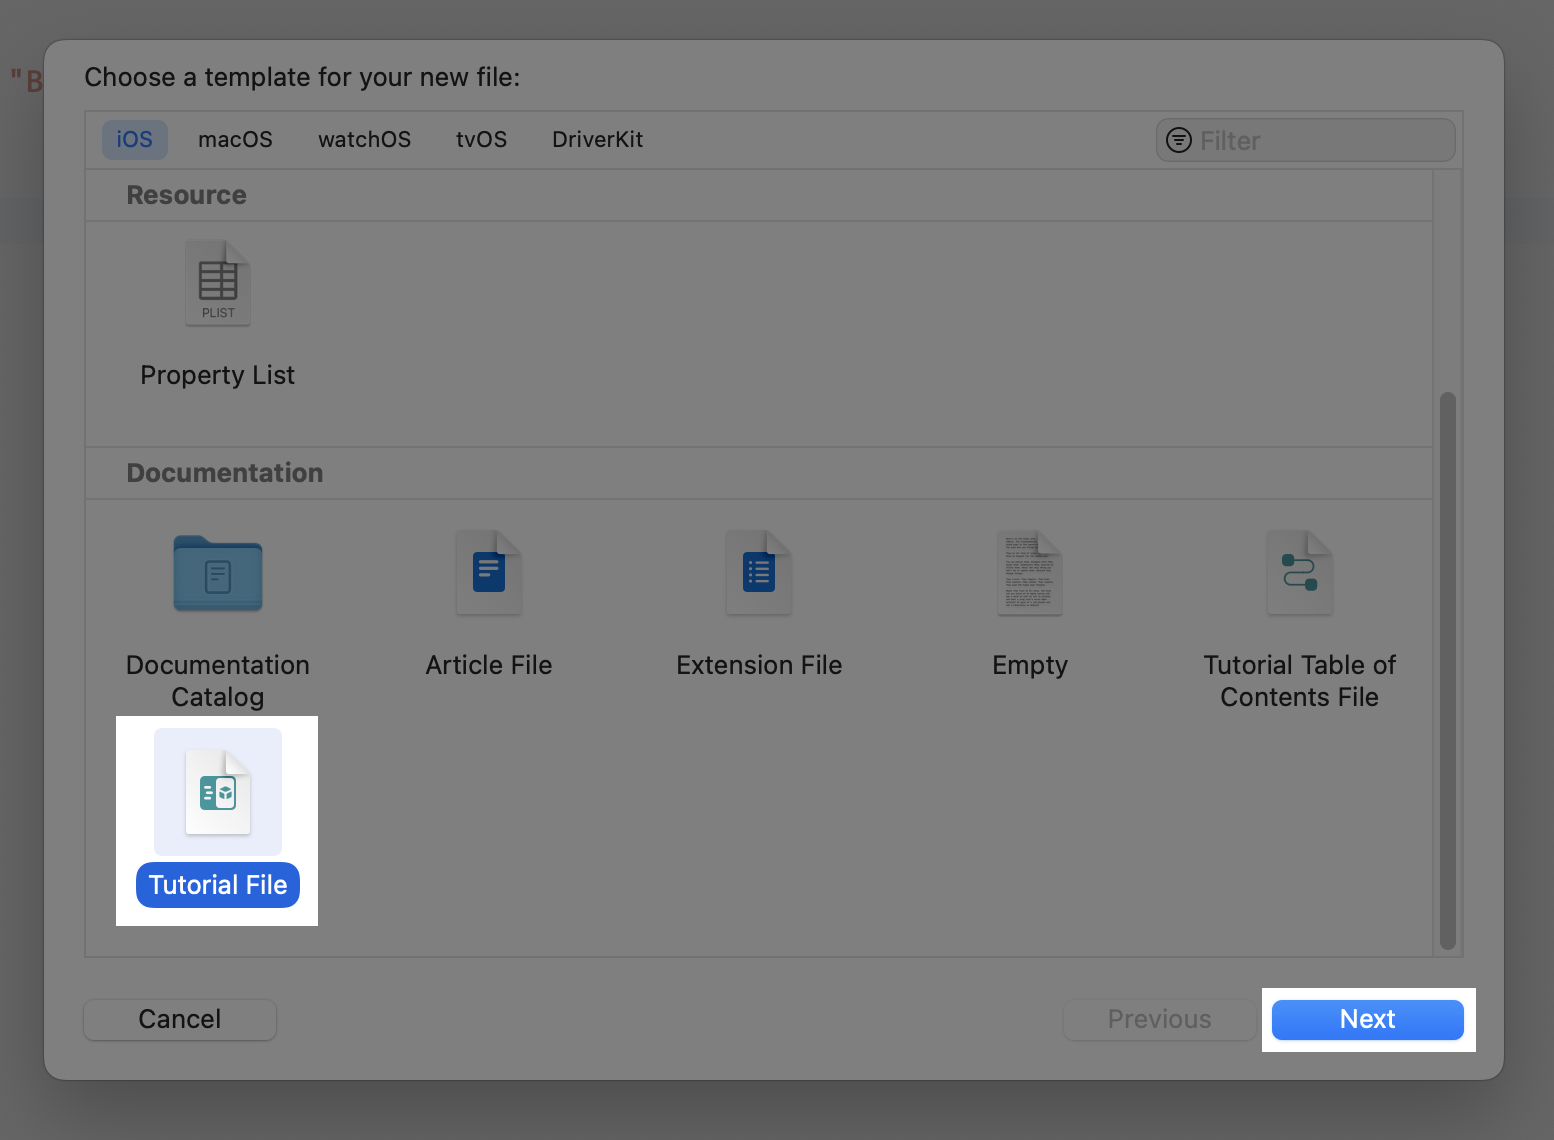 "B
Choose a template for your new file:
iOS macOS watchOS tvOS DriverKit Filter
Resource
PLIST
Property List
Documentation
Documentation Catalog
Article File
Extension File
Empty
Tutorial Table of Contents File
Tutorial File
Cancel Previous Next